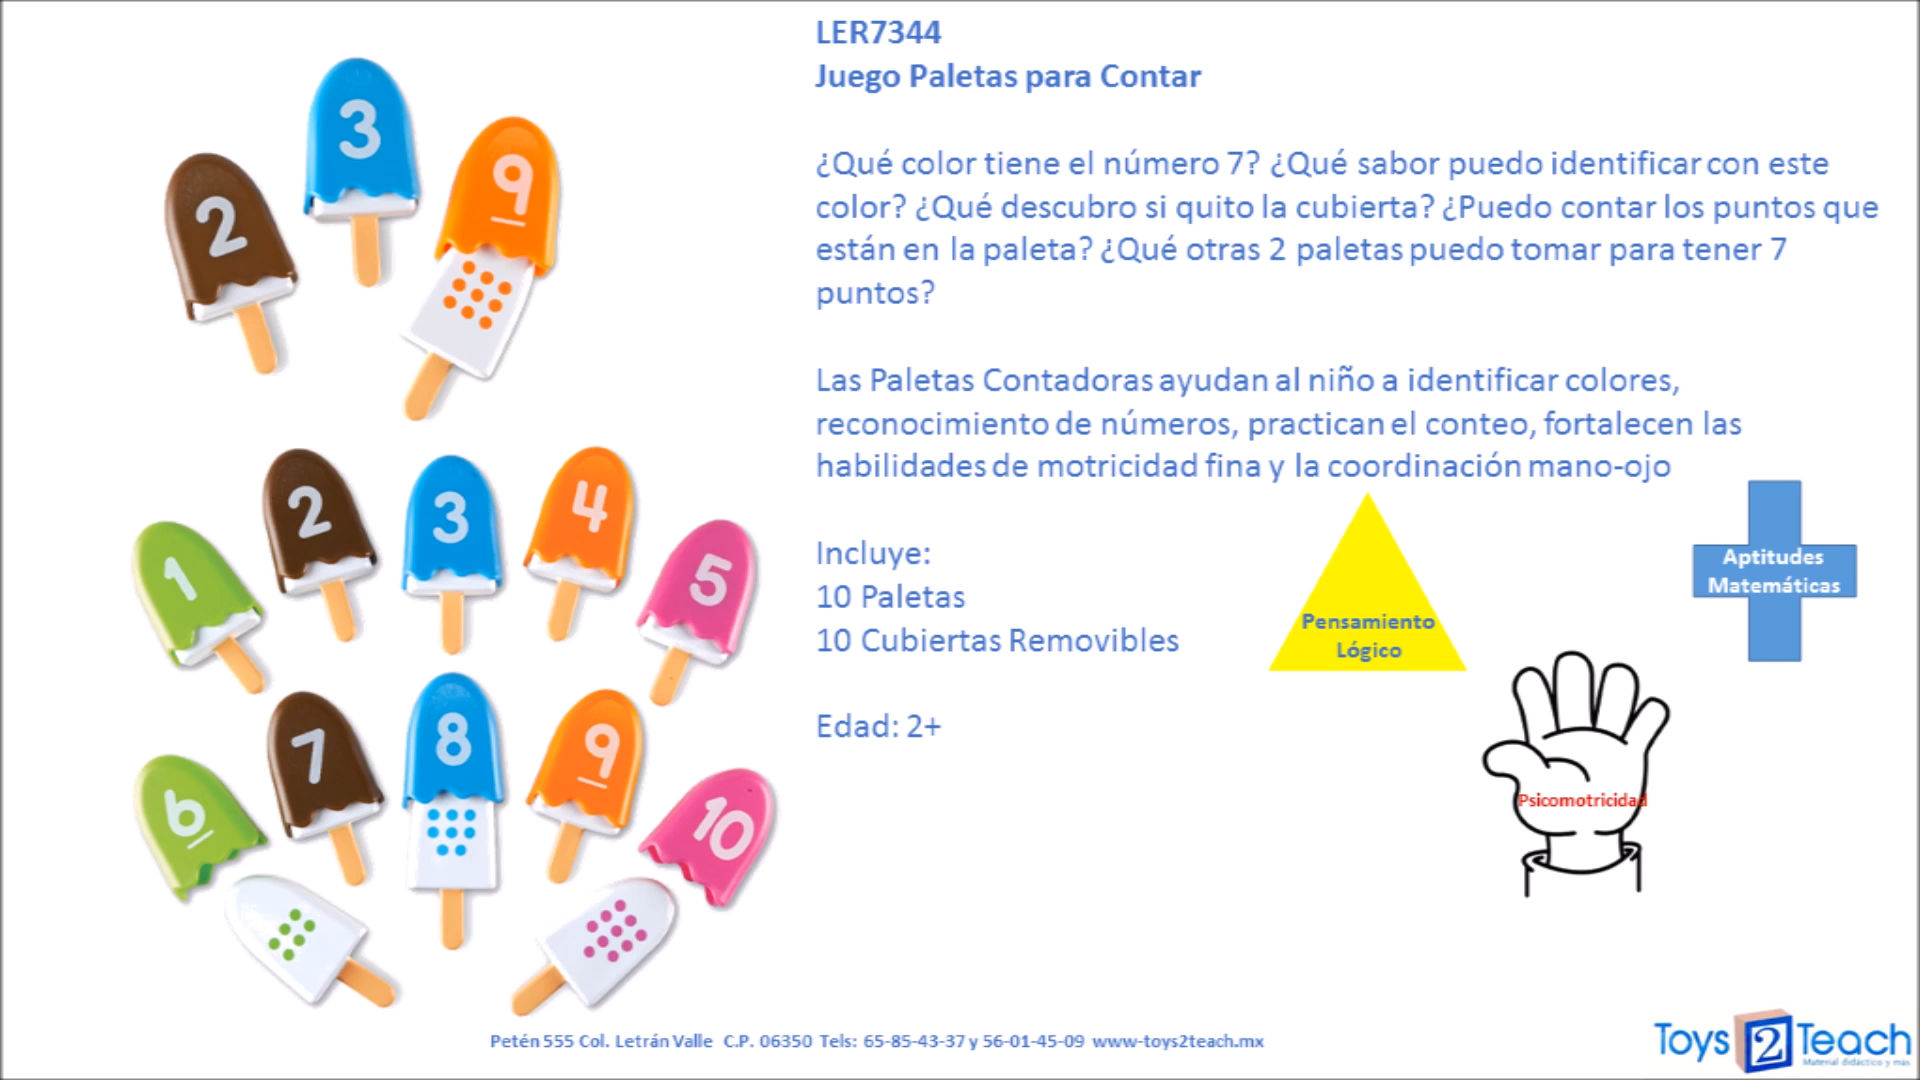 LER7344
Juego Paletas para Contar
¿Qué color tiene el número 7? ¿Qué sabor puedo identificar con este
color? ¿Qué descubro si quito la cubierta? ¿Puedo contar los puntos que
están en la paleta? ¿Qué otras 2 paletas puedo tomar para tener 7
puntos?
Las Paletas Contadoras ayudan al niño a identificar colores,
reconocimiento de números, practican el conteo, fortalecen las
habilidades de motricidad fina y la coordinación mano-ojo
Incluye:
10 Paletas
10 Cubiertas Removibles
Edad: 2+
Pensamiento
Lógico
Aptitudes
Matemáticas
Psicomotricidad
2
3
9
1
2
3
4
5
6
7
8
9
10
Petén 555 Col. Letrán Valle C.P. 06350 Tels: 65-85-43-37 y 56-01-45-09 www-toys2teach.mx
Toys 2 Teach
Material didáctico y más